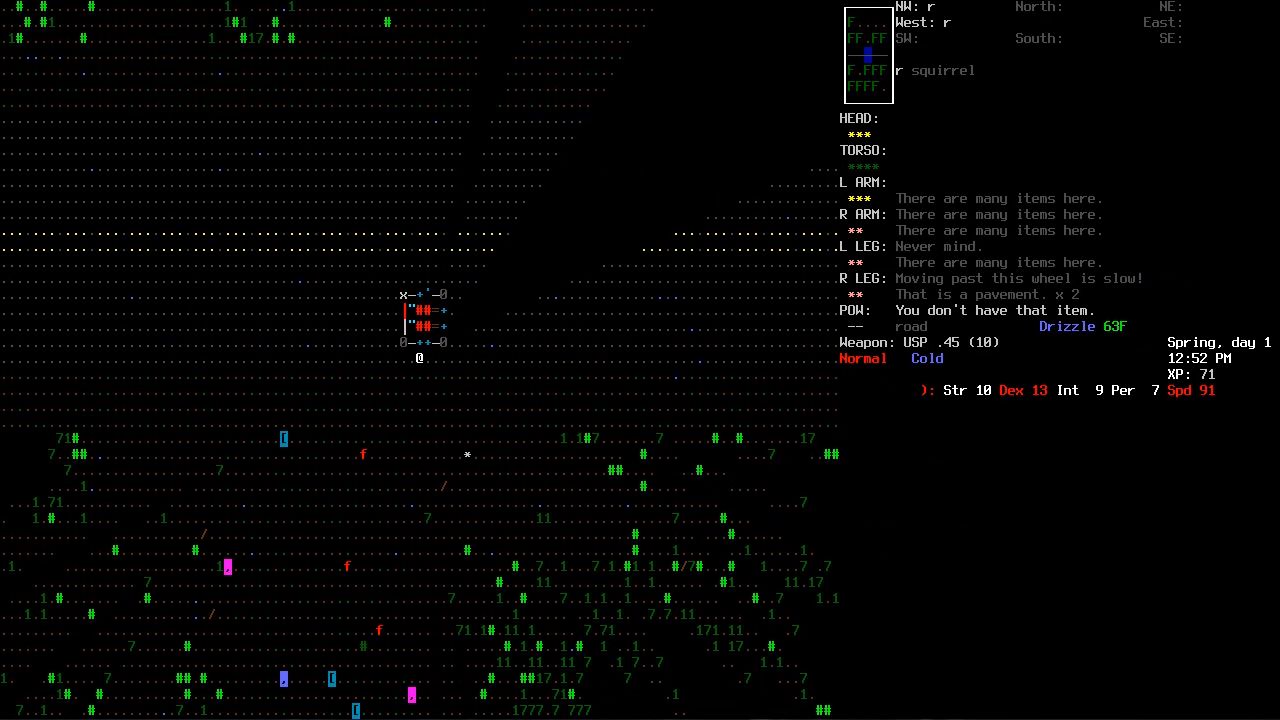 NW: r North: NE:
West: r East:
SW: South: SE:
r squirrel
HEAD:
***
TORSO:
****
L ARM:
*** There are many items here.
R ARM: There are many items here.
** There are many items here.
L LEG: Never mind.
** There are many items here.
R LEG: Moving past this wheel is slow!
** That is a pavement. x 2
POW: You don't have that item.
-- road Drizzle 63F
Weapon: USP .45 (10) Spring, day 1
Normal Cold 12:52 PM
XP: 71
): Str 10 Dex 13 Int 9 Per 7 Spd 91